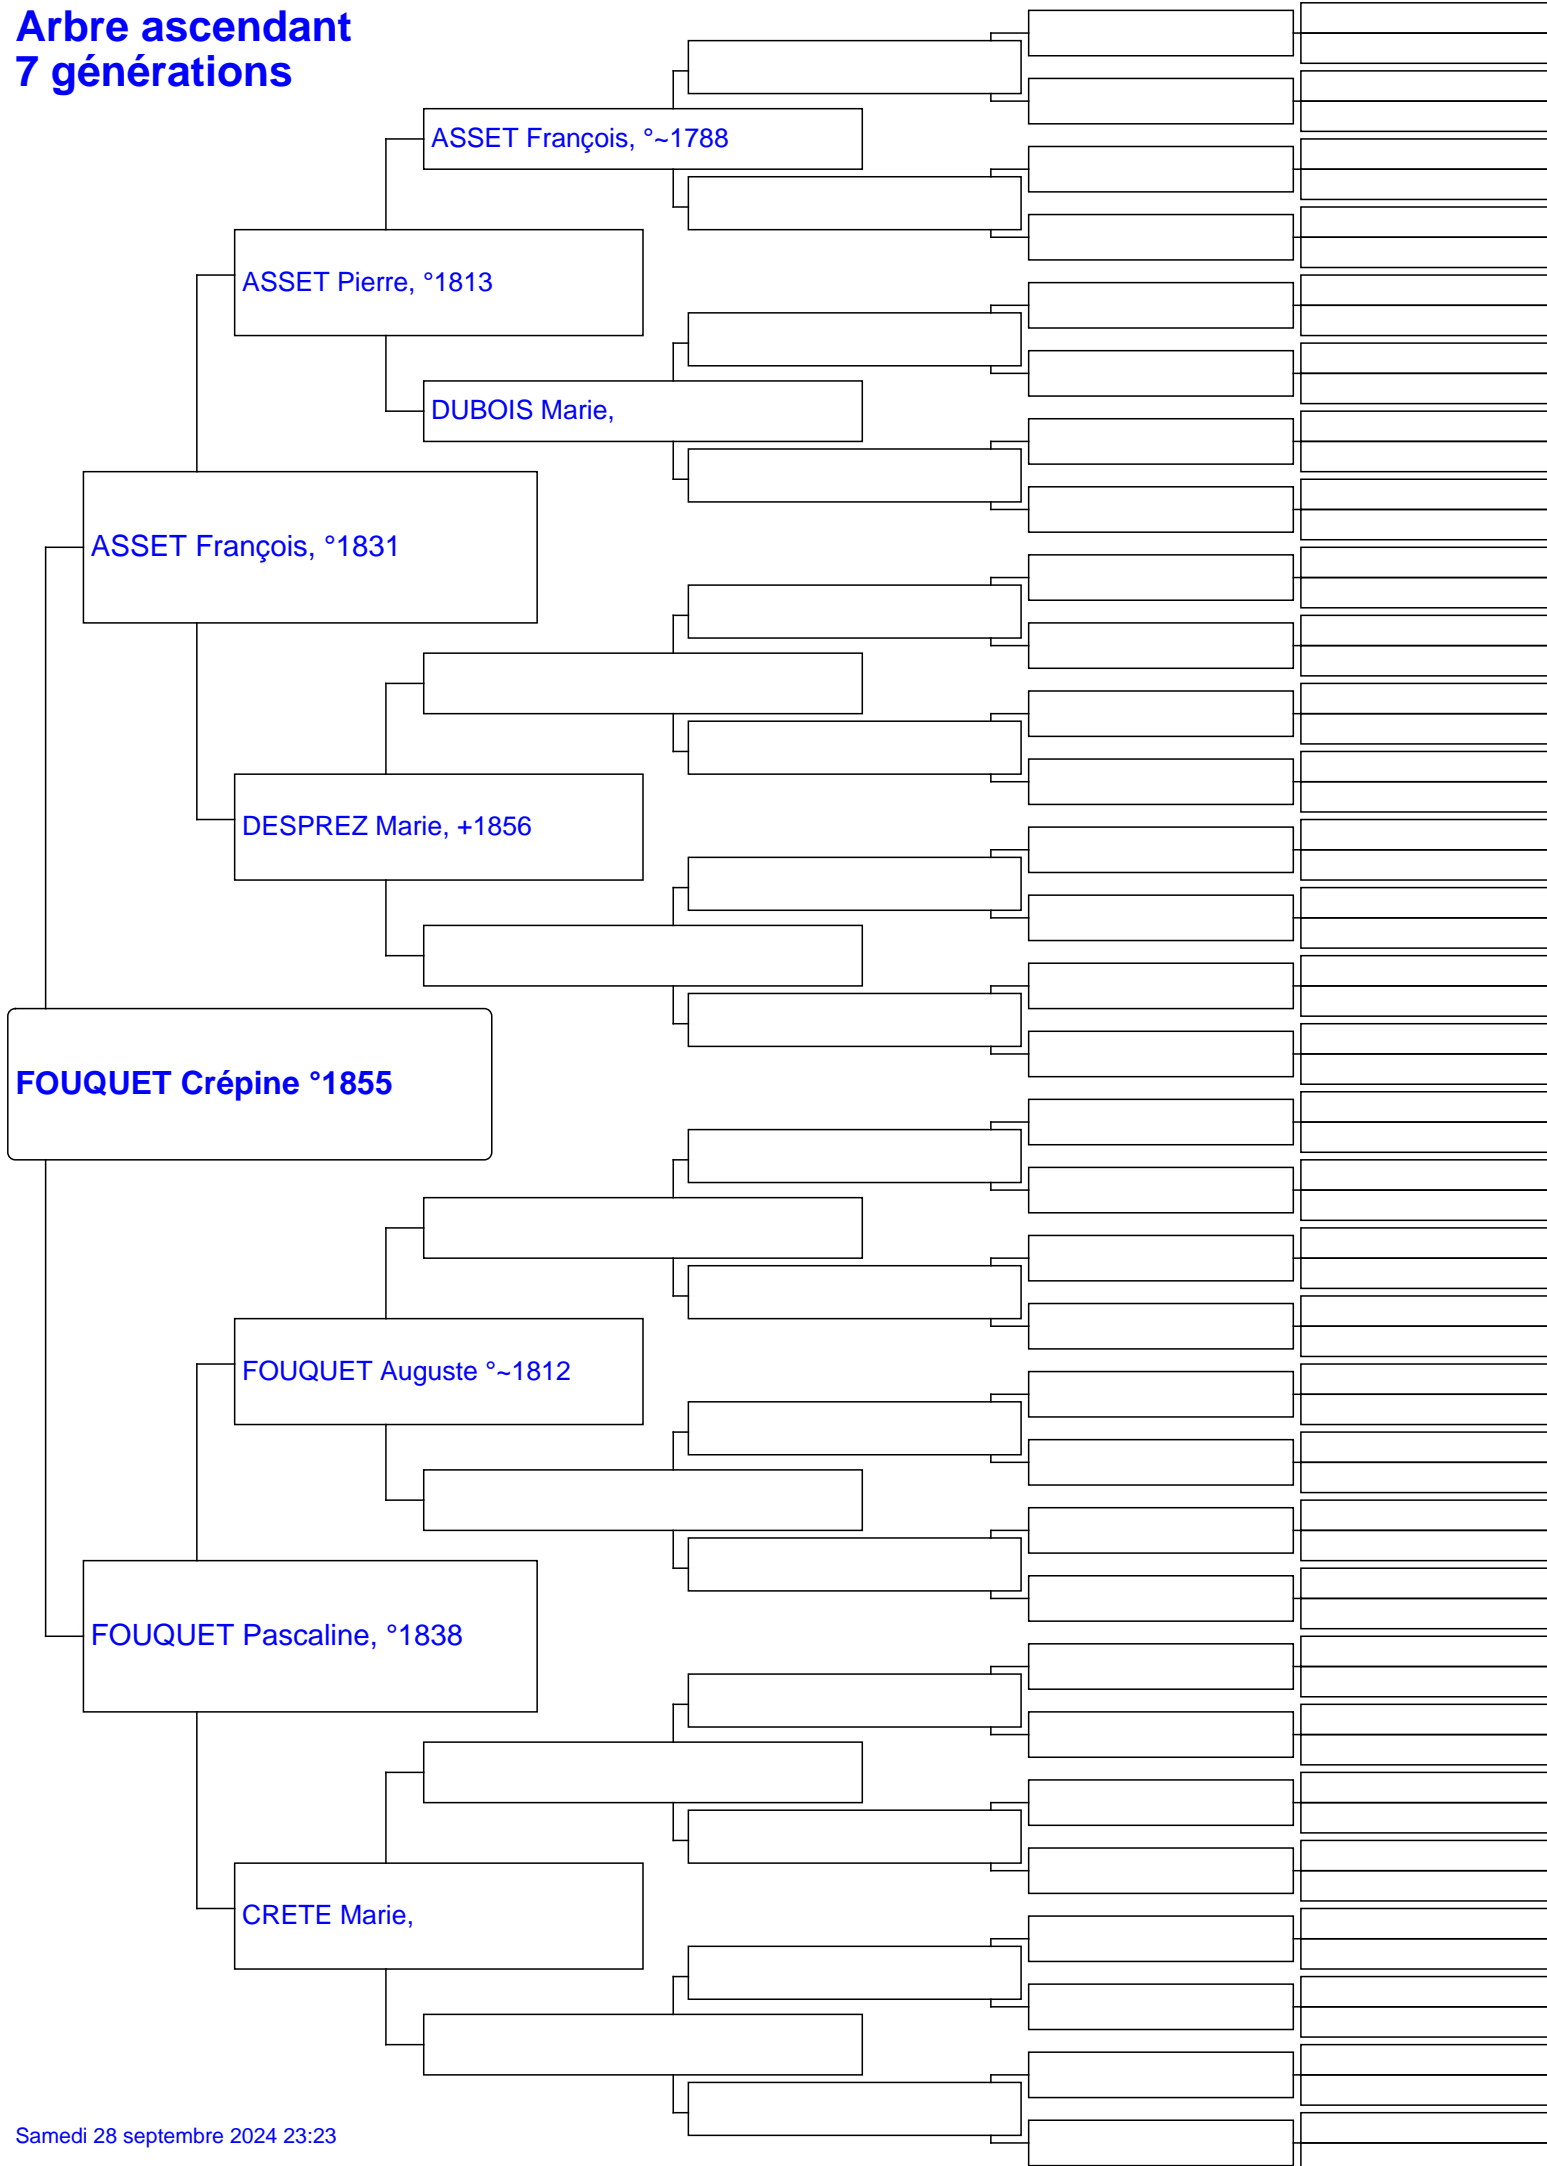 Arbre ascendant
7 générations
ASSET François, °~1788
ASSET Pierre, °1813
DUBOIS Marie,
ASSET François, °1831
DESPREZ Marie, +1856
FOUQUET Crépine °1855
FOUQUET Auguste °~1812
FOUQUET Pascaline, °1838
CRETE Marie,
Samedi 28 septembre 2024 23:23